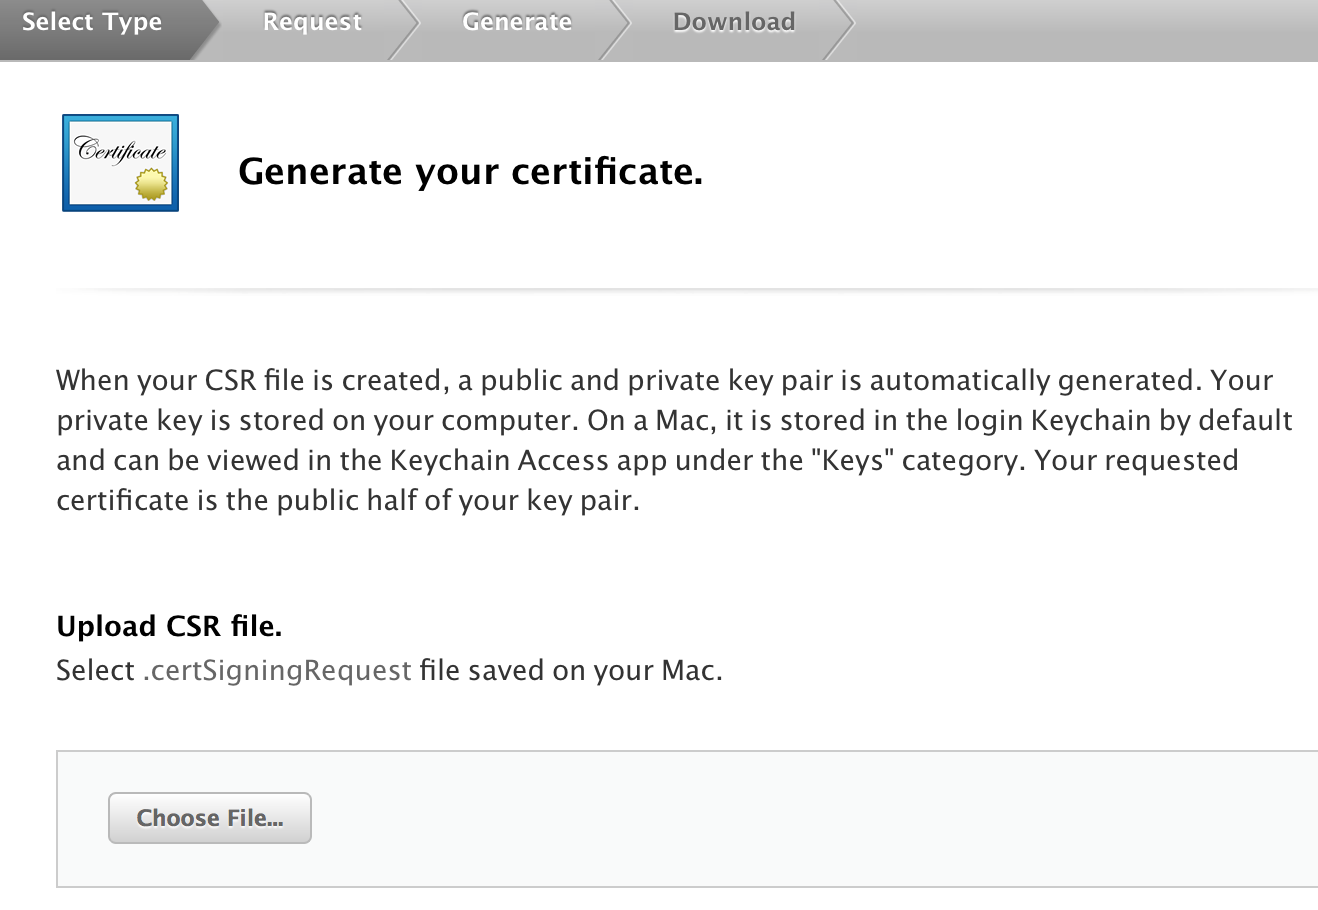 Select Type
Request
Generate
Download
Certificate
Generate your certificate.
When your CSR file is created, a public and private key pair is automatically generated. Your
private key is stored on your computer. On a Mac, it is stored in the login Keychain by default
and can be viewed in the Keychain Access app under the "Keys" category. Your requested
certificate is the public half of your key pair.
Upload CSR file.
Select .certSigningRequest file saved on your Mac.
Choose File...